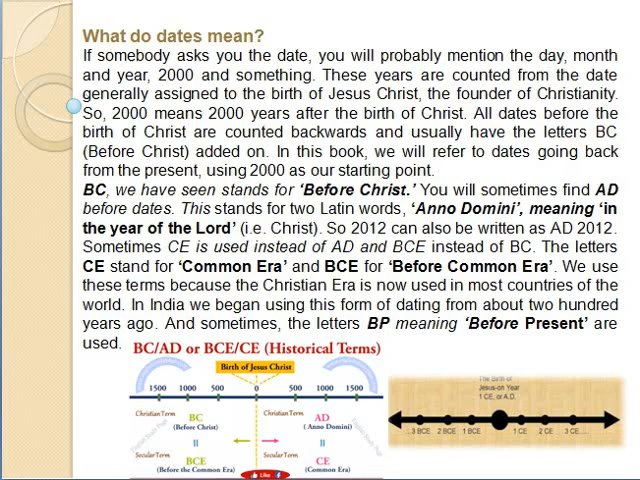 What do dates mean?
If somebody asks you the date, you will probably mention the day, month
and year, 2000 and something. These years are counted from the date
generally assigned to the birth of Jesus Christ, the founder of Christianity.
So, 2000 means 2000 years after the birth of Christ. All dates before the
birth of Christ are counted backwards and usually have the letters BC
(Before Christ) added on. In this book, we will refer to dates going back
from the present, using 2000 as our starting point.
BC, we have seen stands for ‘Before Christ.’ You will sometimes find AD
before dates. This stands for two Latin words, ‘Anno Domini’, meaning ‘in
the year of the Lord’ (i.e. Christ). So 2012 can also be written as AD 2012.
Sometimes CE is used instead of AD and BCE instead of BC. The letters
CE stand for ‘Common Era’ and BCE for ‘Before Common Era’. We use
these terms because the Christian Era is now used in most countries of the
world. In India we began using this form of dating from about two hundred
years ago. And sometimes, the letters BP meaning ‘Before Present’ are
used.
BC/AD or BCE/CE (Historical Terms)
Birth of Jesus Christ
1500 1000 500 0 500 1000 1500
Christian Term BC Christian Term AD
(Before Christ) ( Anno Domini)
=  =
Secular Term BCE Secular Term CE
(Before the Common Era) (Common Era)
Like
The Birth of
Jesus-on Year
1 CE, or A.D.
...3 BCE 2 BCE 1 BCE 1 CE 2 CE 3 CE....